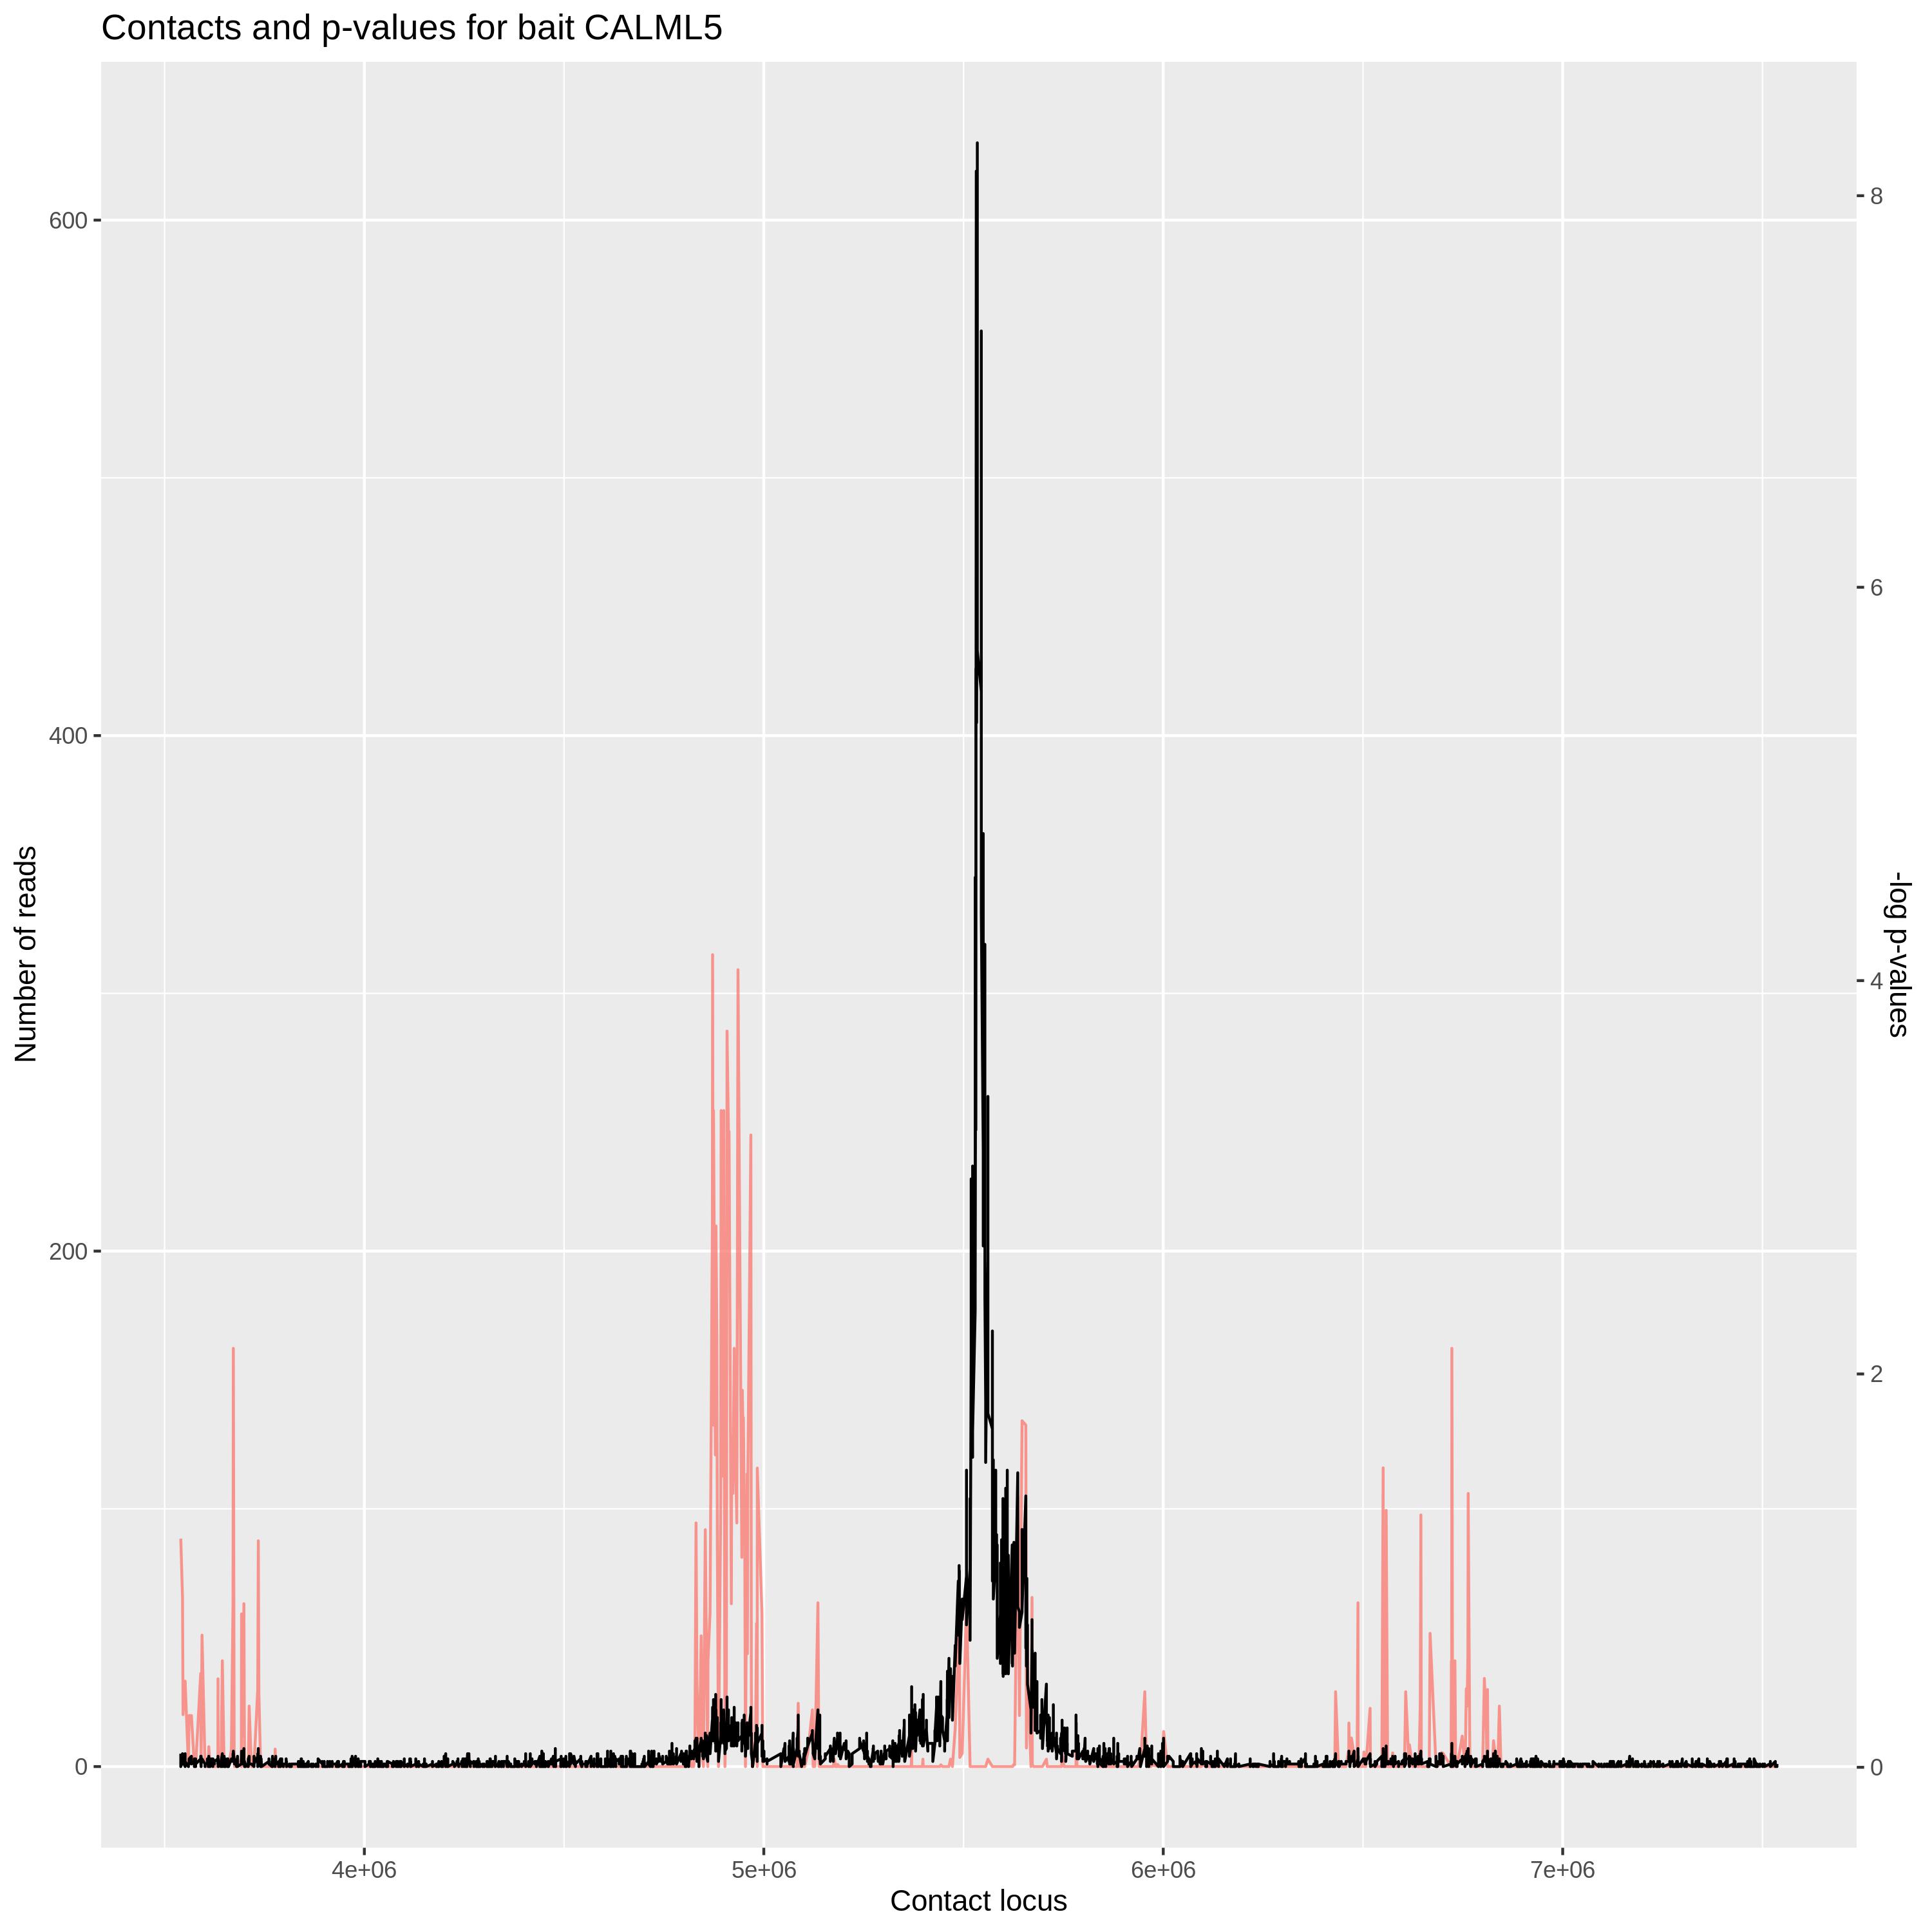 Contacts and p-values for bait CALML5
Number of reads
600
400
200
0
8
6
4
2
0
-log p-values
4e+06
5e+06
6e+06
7e+06
Contact locus